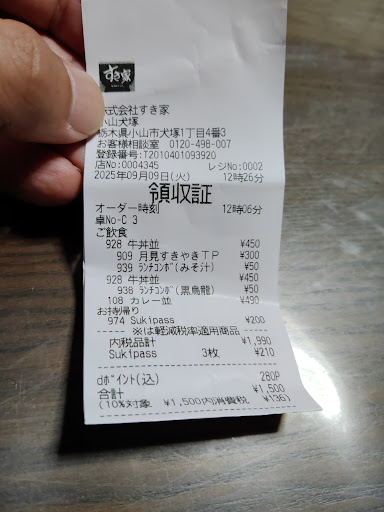 すき家
株式会社すき家
小山犬塚
栃木県小山市犬塚1丁目4番3
お客様相談室 0120-498-007
登録番号:T2010401093920
店No:0004345 レジNo:0002
2025年09月09日(火) 12時26分
領収証
オーダー時刻 12時06分
卓No-C 3
ご飲食
928 牛丼並 ¥450
909 月見すきやきTP ¥300
939 ランチコンボ(みそ汁) ¥50
928 牛丼並 ¥450
938 ランチコンボ(黒烏龍) ¥50
108 カレー並 ¥490
お持帰り
974 Sukipass ¥200
----- ※は軽減税率適用商品 -----
内税品計 ¥1,990
Sukipass 3枚 ¥210
dポイント(込) 280P
合計 ¥1,500
(10%対象 ¥1,500内消費税 ¥136)